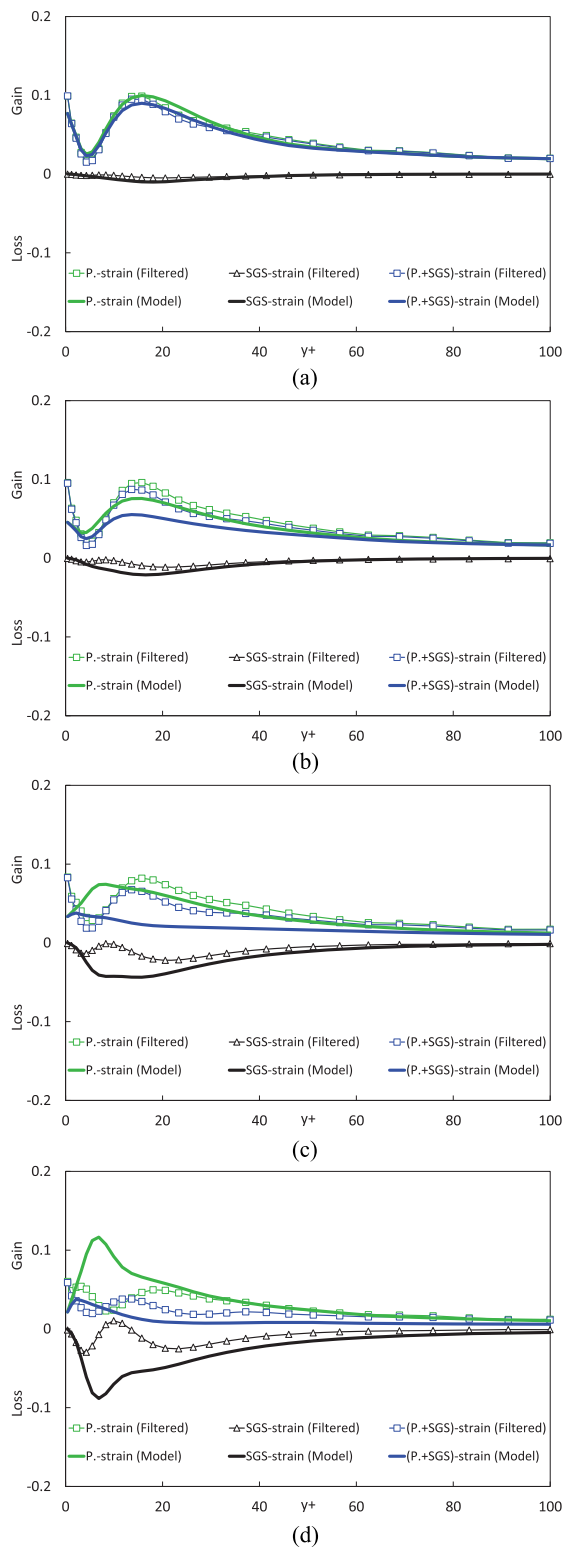 0.2
Gain
0.1
0
Loss
-0.1
P.-strain (Filtered) SGS-strain (Filtered) (P.+SGS)-strain (Filtered)
P.-strain (Model) SGS-strain (Model) (P.+SGS)-strain (Model)
-0.2
0 20 40 y+ 60 80 100
(a)
0.2
Gain
0.1
0
Loss
-0.1
P.-strain (Filtered) SGS-strain (Filtered) (P.+SGS)-strain (Filtered)
P.-strain (Model) SGS-strain (Model) (P.+SGS)-strain (Model)
-0.2
0 20 40 y+ 60 80 100
(b)
0.2
Gain
0.1
0
Loss
-0.1
P.-strain (Filtered) SGS-strain (Filtered) (P.+SGS)-strain (Filtered)
P.-strain (Model) SGS-strain (Model) (P.+SGS)-strain (Model)
-0.2
0 20 40 y+ 60 80 100
(c)
0.2
Gain
0.1
0
Loss
-0.1
P.-strain (Filtered) SGS-strain (Filtered) (P.+SGS)-strain (Filtered)
P.-strain (Model) SGS-strain (Model) (P.+SGS)-strain (Model)
-0.2
0 20 40 y+ 60 80 100
(d)